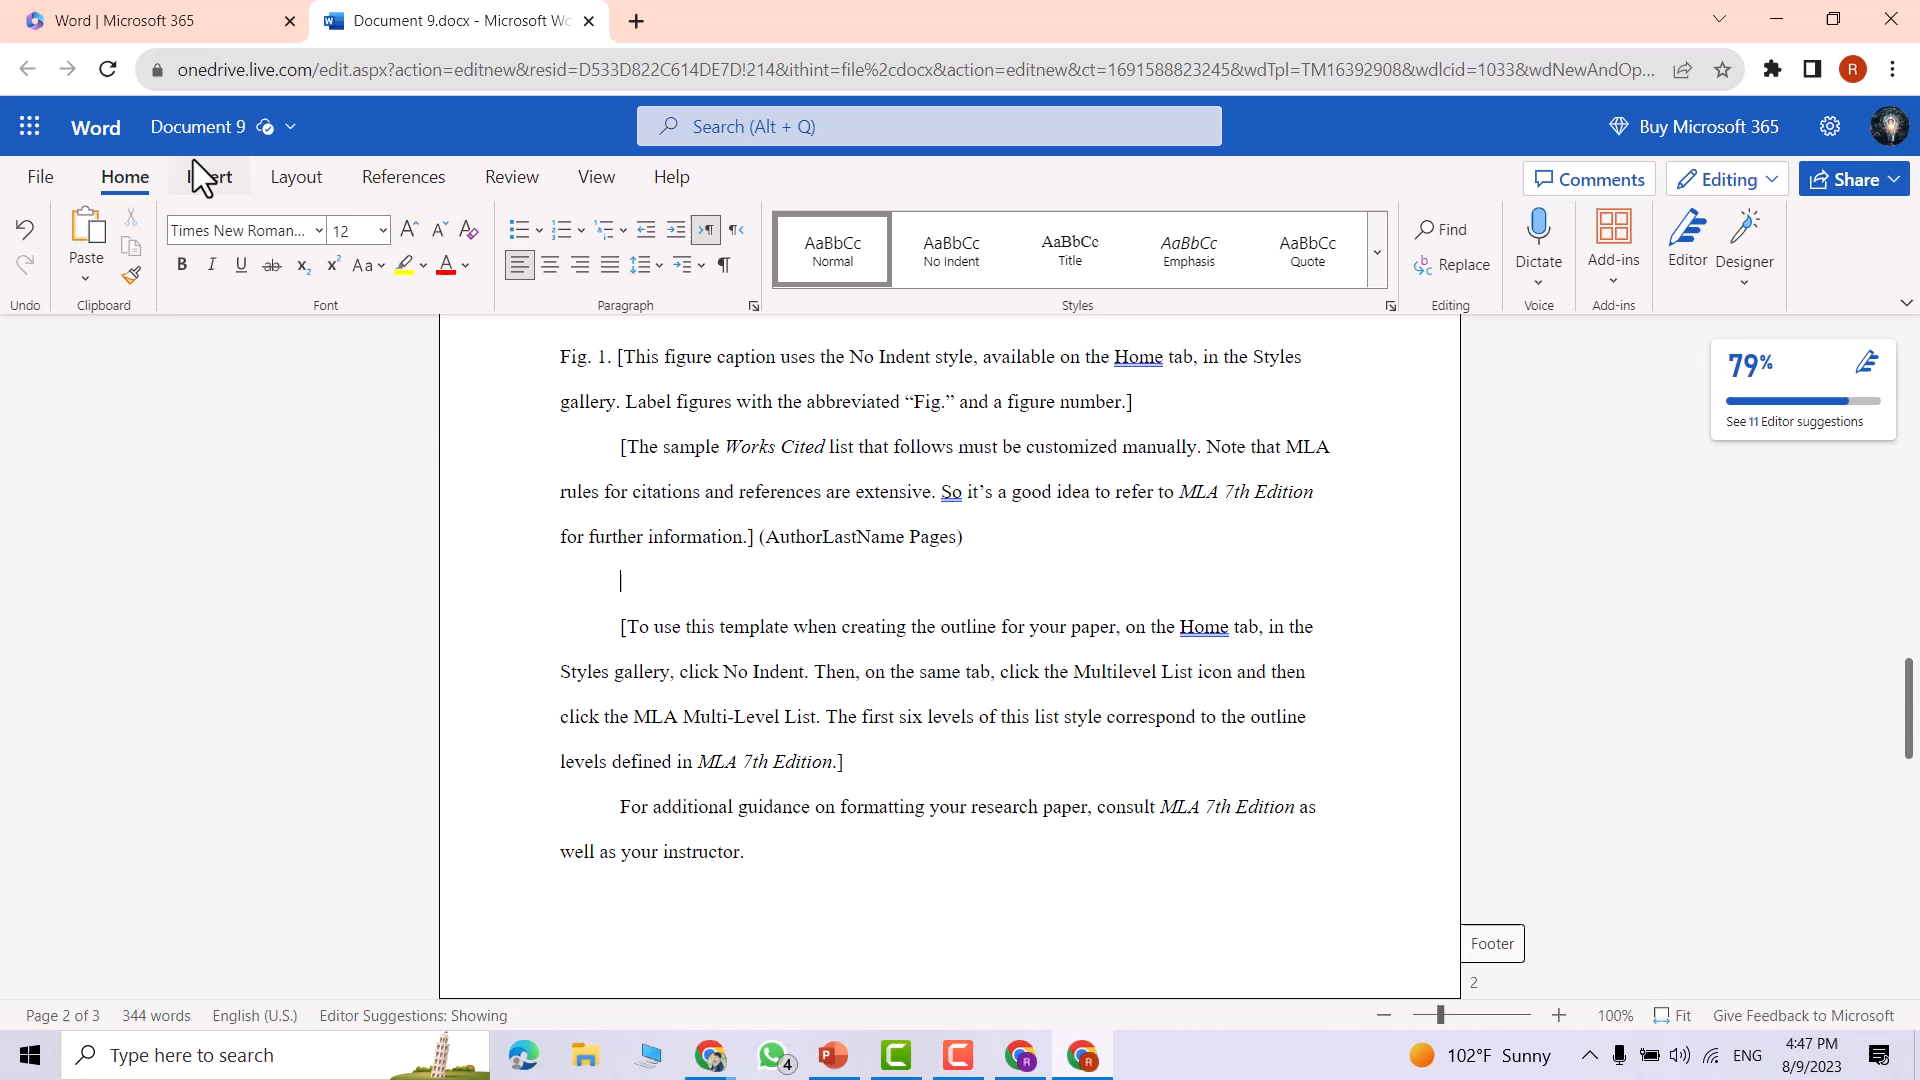 Word | Microsoft 365
Document 9.docx - Microsoft Wo
onedrive.live.com/edit.aspx?action=editnew&resid=D533D822C614DE7D!214&ithint=file%2cdocx&action=editnew&ct=1691588823245&wdTpl=TM16392908&wdlcid=1033&wdNewAndOp...
R
Word
Document 9
Search (Alt + Q)
Buy Microsoft 365
File
Home
Layout
References
Review
View
Help
Comments
Editing
Share
Paste
Times New Roman...
12
AaBbCc
Normal
AaBbCc
No Indent
AaBbCc
Title
AaBbCc
Emphasis
AaBbCc
Quote
Find
Replace
Dictate
Add-ins
Editor
Designer
Undo
Clipboard
Font
Paragraph
Styles
Editing
Voice
Add-ins
Fig. 1. [This figure caption uses the No Indent style, available on the Home tab, in the Styles
gallery. Label figures with the abbreviated “Fig.” and a figure number.]
[The sample Works Cited list that follows must be customized manually. Note that MLA
rules for citations and references are extensive. So it’s a good idea to refer to MLA 7th Edition
for further information.] (AuthorLastName Pages)
[To use this template when creating the outline for your paper, on the Home tab, in the
Styles gallery, click No Indent. Then, on the same tab, click the Multilevel List icon and then
click the MLA Multi-Level List. The first six levels of this list style correspond to the outline
levels defined in MLA 7th Edition.]
For additional guidance on formatting your research paper, consult MLA 7th Edition as
well as your instructor.
79%
See 11 Editor suggestions
Footer
2
Page 2 of 3
344 words
English (U.S.)
Editor Suggestions: Showing
100%
Fit
Give Feedback to Microsoft
Type here to search
4
102°F Sunny
ENG
4:47 PM
8/9/2023